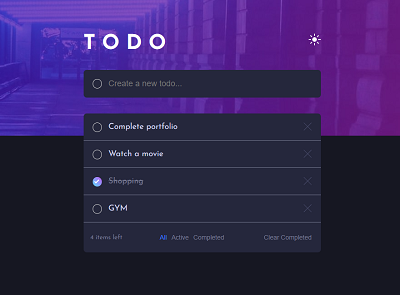 TODO
Create a new todo...
Complete portfolio
Watch a movie
Shopping
GYM
4 items left All Active Completed Clear Completed